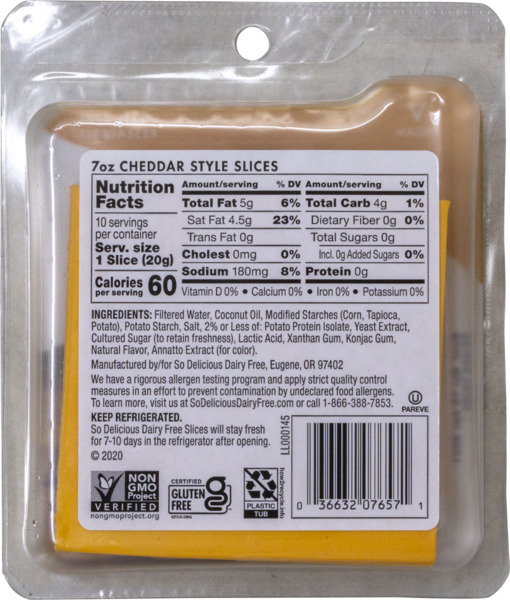 7oz CHEDDAR STYLE SLICES
Nutrition Facts
10 servings
per container
Serv. size
1 Slice (20g)
Calories
per serving 60
Amount/serving % DV
Total Fat 5g 6%
Sat Fat 4.5g 23%
Trans Fat 0g
Cholest 0mg 0%
Sodium 180mg 8%
Amount/serving % DV
Total Carb 4g 1%
Dietary Fiber 0g 0%
Total Sugars 0g
Incl. 0g Added Sugars 0%
Protein 0g
Vitamin D 0% • Calcium 0% • Iron 0% • Potassium 0%
INGREDIENTS: Filtered Water, Coconut Oil, Modified Starches (Corn, Tapioca,
Potato), Potato Starch, Salt, 2% or Less of: Potato Protein Isolate, Yeast Extract,
Cultured Sugar (to retain freshness), Lactic Acid, Xanthan Gum, Konjac Gum,
Natural Flavor, Annatto Extract (for color).
Manufactured by/for So Delicious Dairy Free, Eugene, OR 97402
We have a rigorous allergen testing program and apply strict quality control
measures in an effort to prevent contamination by undeclared food allergens.
To learn more, visit us at SoDeliciousDairyFree.com or call 1-866-388-7853.
U
PAREVE
KEEP REFRIGERATED.
So Delicious Dairy Free Slices will stay fresh
for 7-10 days in the refrigerator after opening.
© 2020
LL000145
NON
GMO
Project
VERIFIED
nongmoproject.org
CERTIFIED
GLUTEN
FREE
GFCO.ORG
PLASTIC
TUB
how2recycle.info
0 36632 07657 1